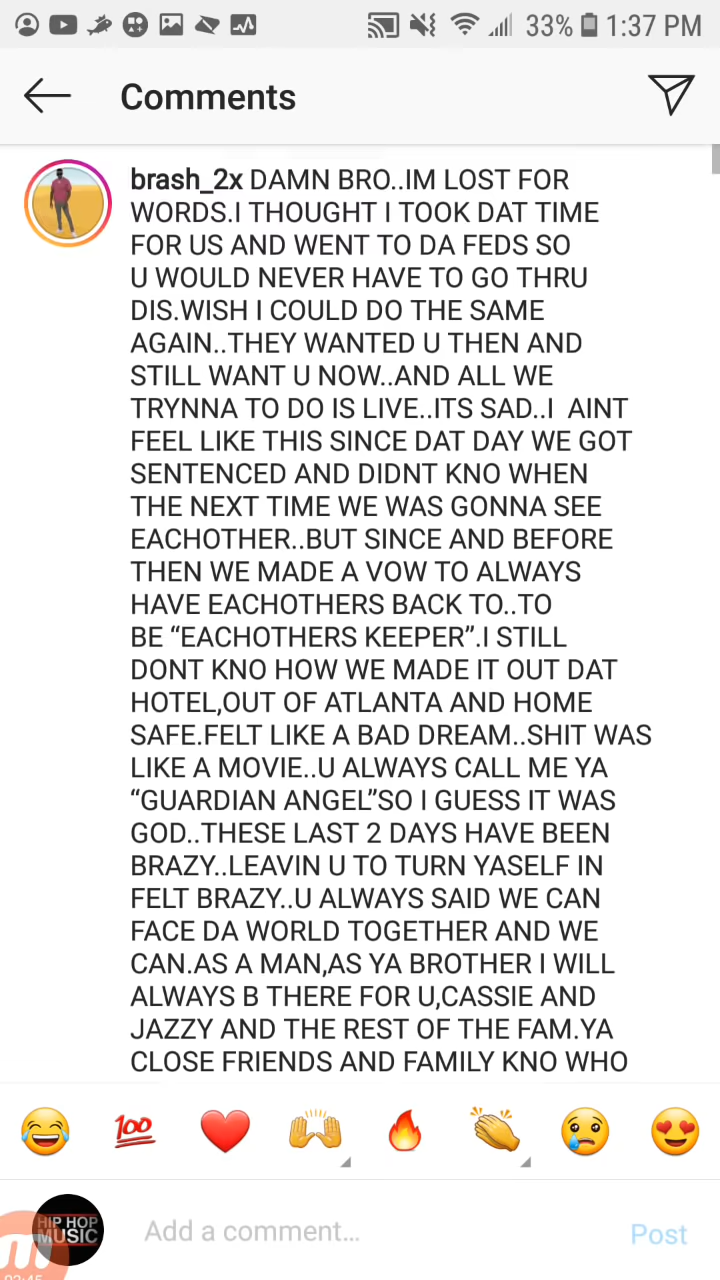 33% 1:37 PM
Comments
brash_2x DAMN BRO..IM LOST FOR
WORDS.I THOUGHT I TOOK DAT TIME
FOR US AND WENT TO DA FEDS SO
U WOULD NEVER HAVE TO GO THRU
DIS.WISH I COULD DO THE SAME
AGAIN..THEY WANTED U THEN AND
STILL WANT U NOW..AND ALL WE
TRYNNA TO DO IS LIVE..ITS SAD..I  AINT
FEEL LIKE THIS SINCE DAT DAY WE GOT
SENTENCED AND DIDNT KNO WHEN
THE NEXT TIME WE WAS GONNA SEE
EACHOTHER..BUT SINCE AND BEFORE
THEN WE MADE A VOW TO ALWAYS
HAVE EACHOTHERS BACK TO..TO
BE “EACHOTHERS KEEPER”.I STILL
DONT KNO HOW WE MADE IT OUT DAT
HOTEL,OUT OF ATLANTA AND HOME
SAFE.FELT LIKE A BAD DREAM..SHIT WAS
LIKE A MOVIE..U ALWAYS CALL ME YA
“GUARDIAN ANGEL”SO I GUESS IT WAS
GOD..THESE LAST 2 DAYS HAVE BEEN
BRAZY..LEAVIN U TO TURN YASELF IN
FELT BRAZY..U ALWAYS SAID WE CAN
FACE DA WORLD TOGETHER AND WE
CAN.AS A MAN,AS YA BROTHER I WILL
ALWAYS B THERE FOR U,CASSIE AND
JAZZY AND THE REST OF THE FAM.YA
CLOSE FRIENDS AND FAMILY KNO WHO
100
HIP HOP
MUSIC
Add a comment...
Post